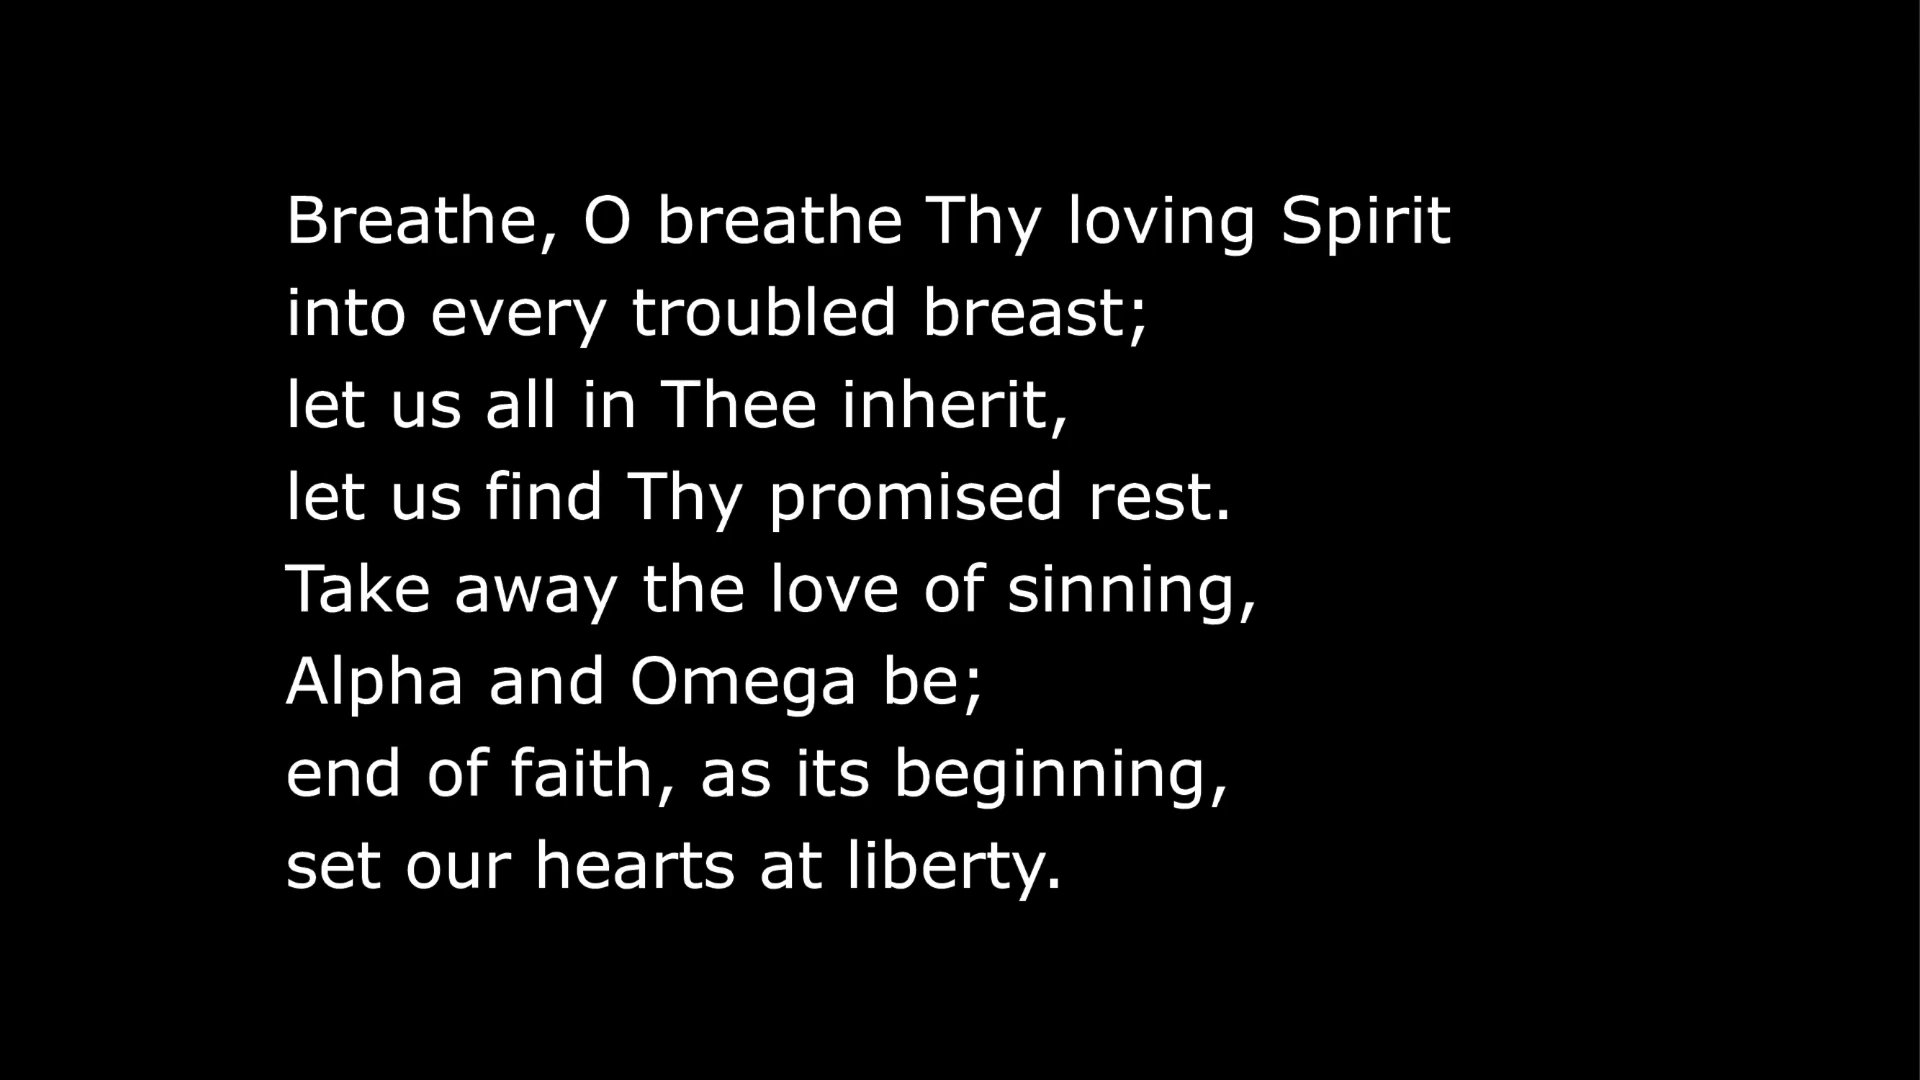 Breathe, O breathe Thy loving Spirit
into every troubled breast;
let us all in Thee inherit,
let us find Thy promised rest.
Take away the love of sinning,
Alpha and Omega be;
end of faith, as its beginning,
set our hearts at liberty.